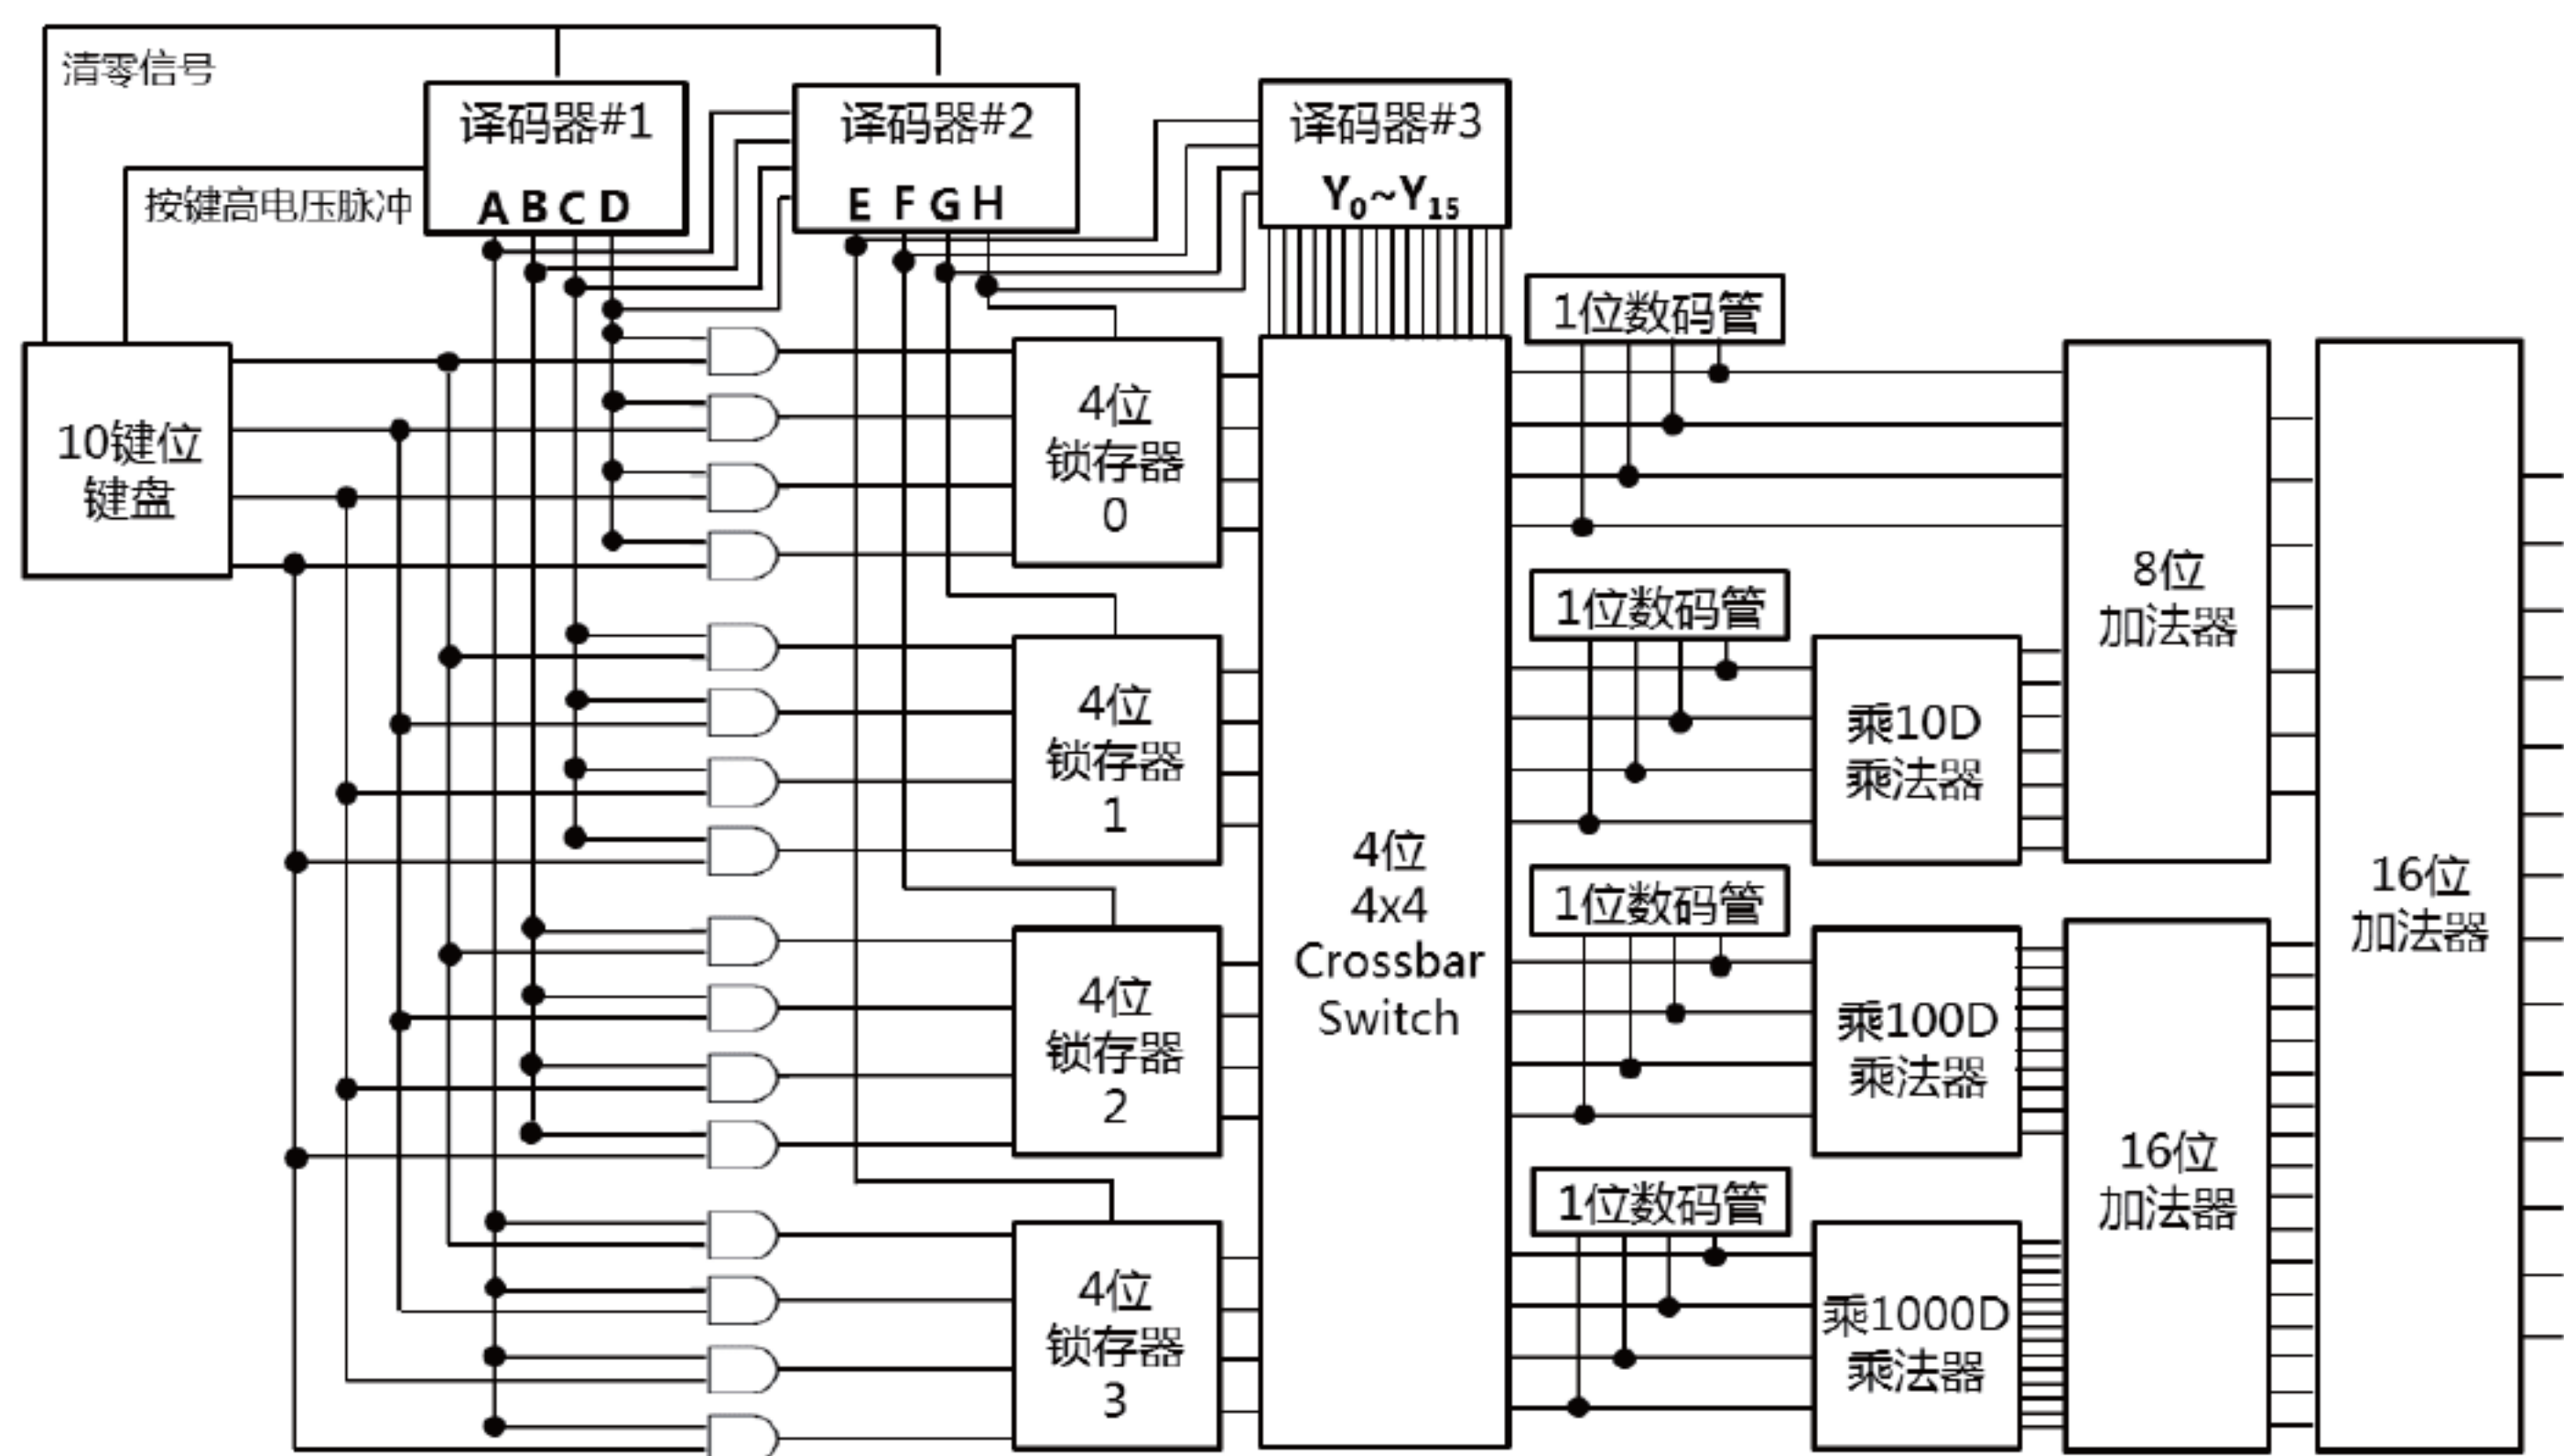 清零信号
译码器#1
译码器#2
译码器#3
按键高电压脉冲
A B C D
E F G H
Y0~Y15
1位数码管
10键位
键盘
4位
锁存器
0
8位
加法器
1位数码管
4位
锁存器
1
乘10D
乘法器
4位
4x4
Crossbar
Switch
16位
加法器
1位数码管
4位
锁存器
2
乘100D
乘法器
16位
加法器
1位数码管
4位
锁存器
3
乘1000D
乘法器